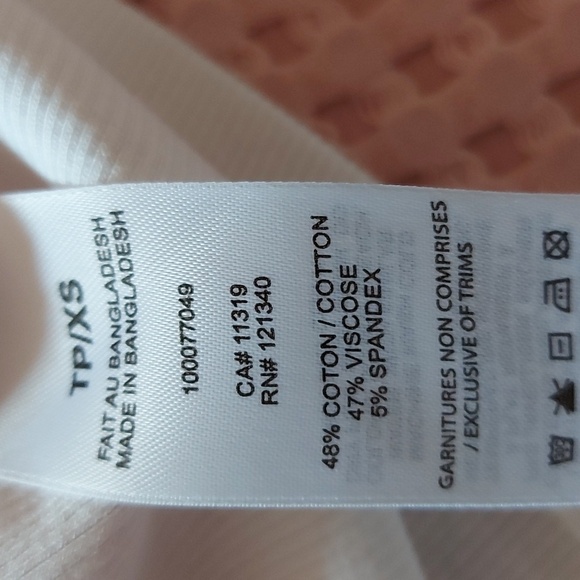 TP/XS
FAIT AU BANGLADESH
MADE IN BANGLADESH
100077049
CA# 11319
RN# 121340
48% COTON / COTTON
47% VISCOSE
5% SPANDEX
GARNITURES NON COMPRISES
/ EXCLUSIVE OF TRIMS